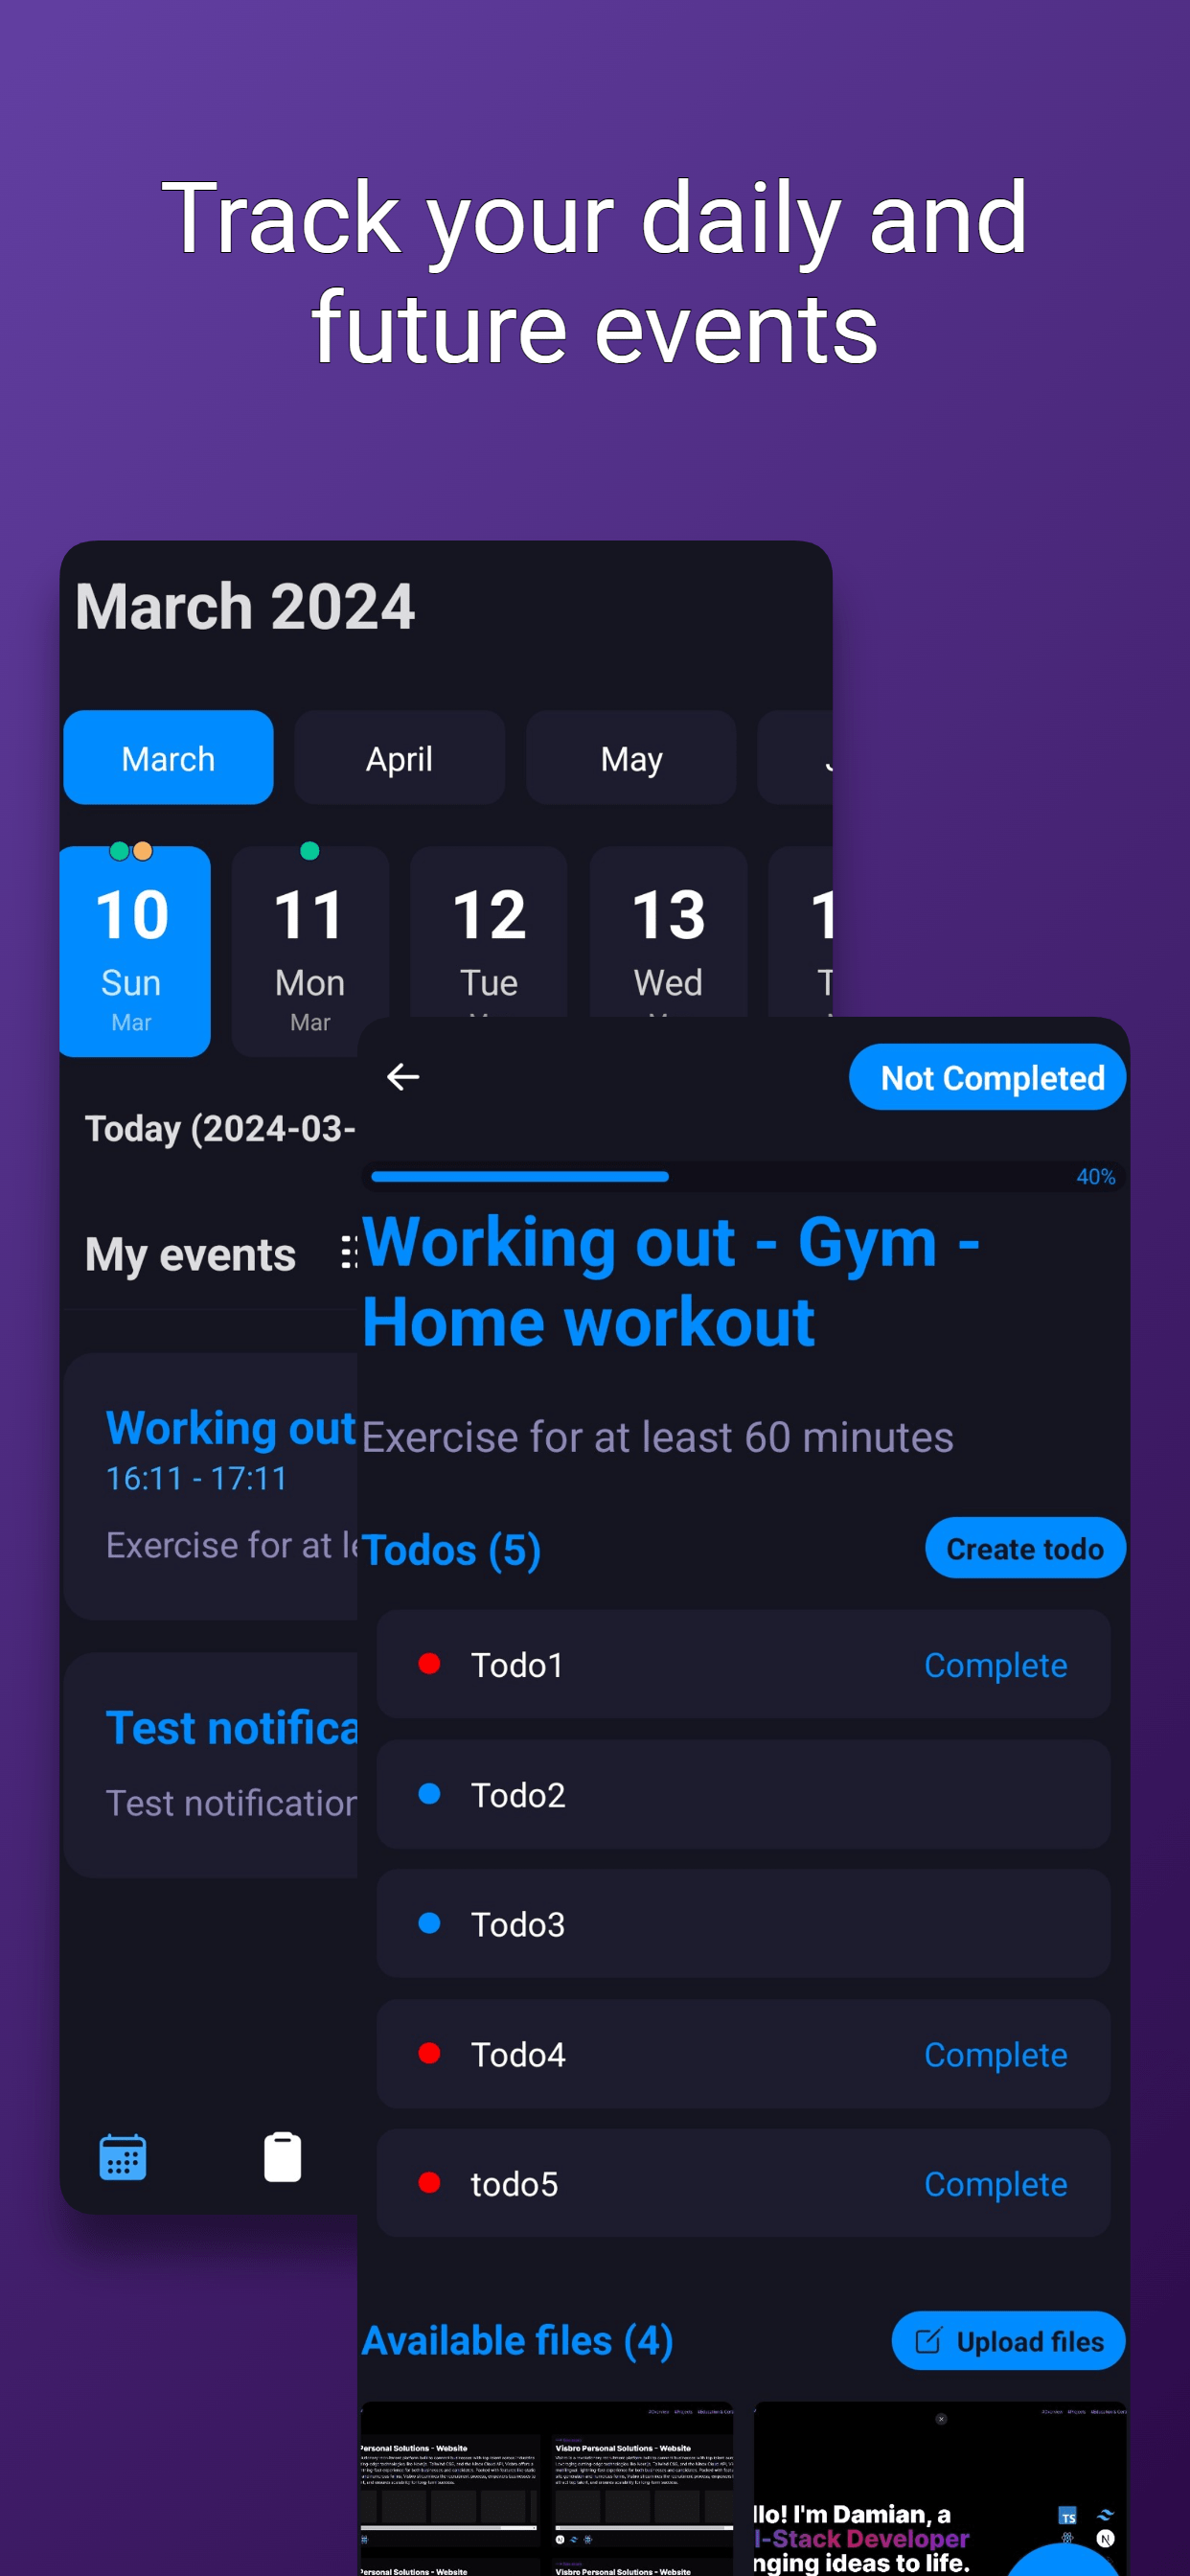 Track your daily and
future events
March 2024
March
April
May
10
Sun
Mar
11
Mon
Mar
12
Tue
13
Wed
Today (2024-03-
My events
Working out
16:11 - 17:11
Exercise for at le
Test notifica
Test notification
Not Completed
40%
Working out - Gym -
Home workout
Exercise for at least 60 minutes
Todos (5)
Create todo
Todo1
Complete
Todo2
Todo3
Todo4
Complete
todo5
Complete
Available files (4)
Upload files
Personal Solutions - Website
Visbro Personal Solutions - Website
Personal Solutions - Website
Visbro Personal Solutions - Website
llo! I'm Damian, a
l-Stack Developer
nging ideas to life.
TS
N